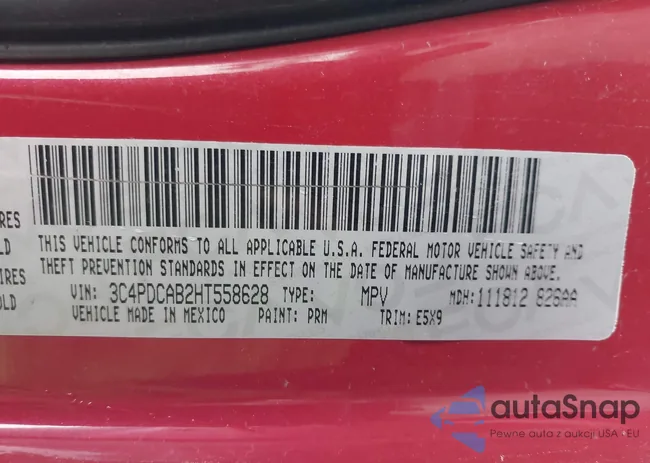 IRES
LD
THIS VEHICLE CONFORMS TO ALL APPLICABLE U.S.A. FEDERAL MOTOR VEHICLE SAFETY AND
IRES
THEFT PREVENTION STANDARDS IN EFFECT ON THE DATE OF MANUFACTURE SHOWN ABOVE.
OLD
VIN: 3C4PDCAB2HT558628 TYPE: MPV MDH: 111812 826AA
VEHICLE MADE IN MEXICO PAINT: PRM TRIM: E5X9
autaSnap
Pewne auta z aukcji USA i EU